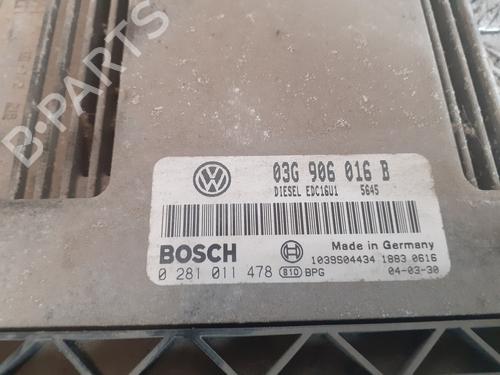 03G 906 016 B
DIESEL EDC16U1 5645
BOSCH
Made in Germany
1039S04434 1883 0616
0 281 011 478 810 BPG 04-03-30